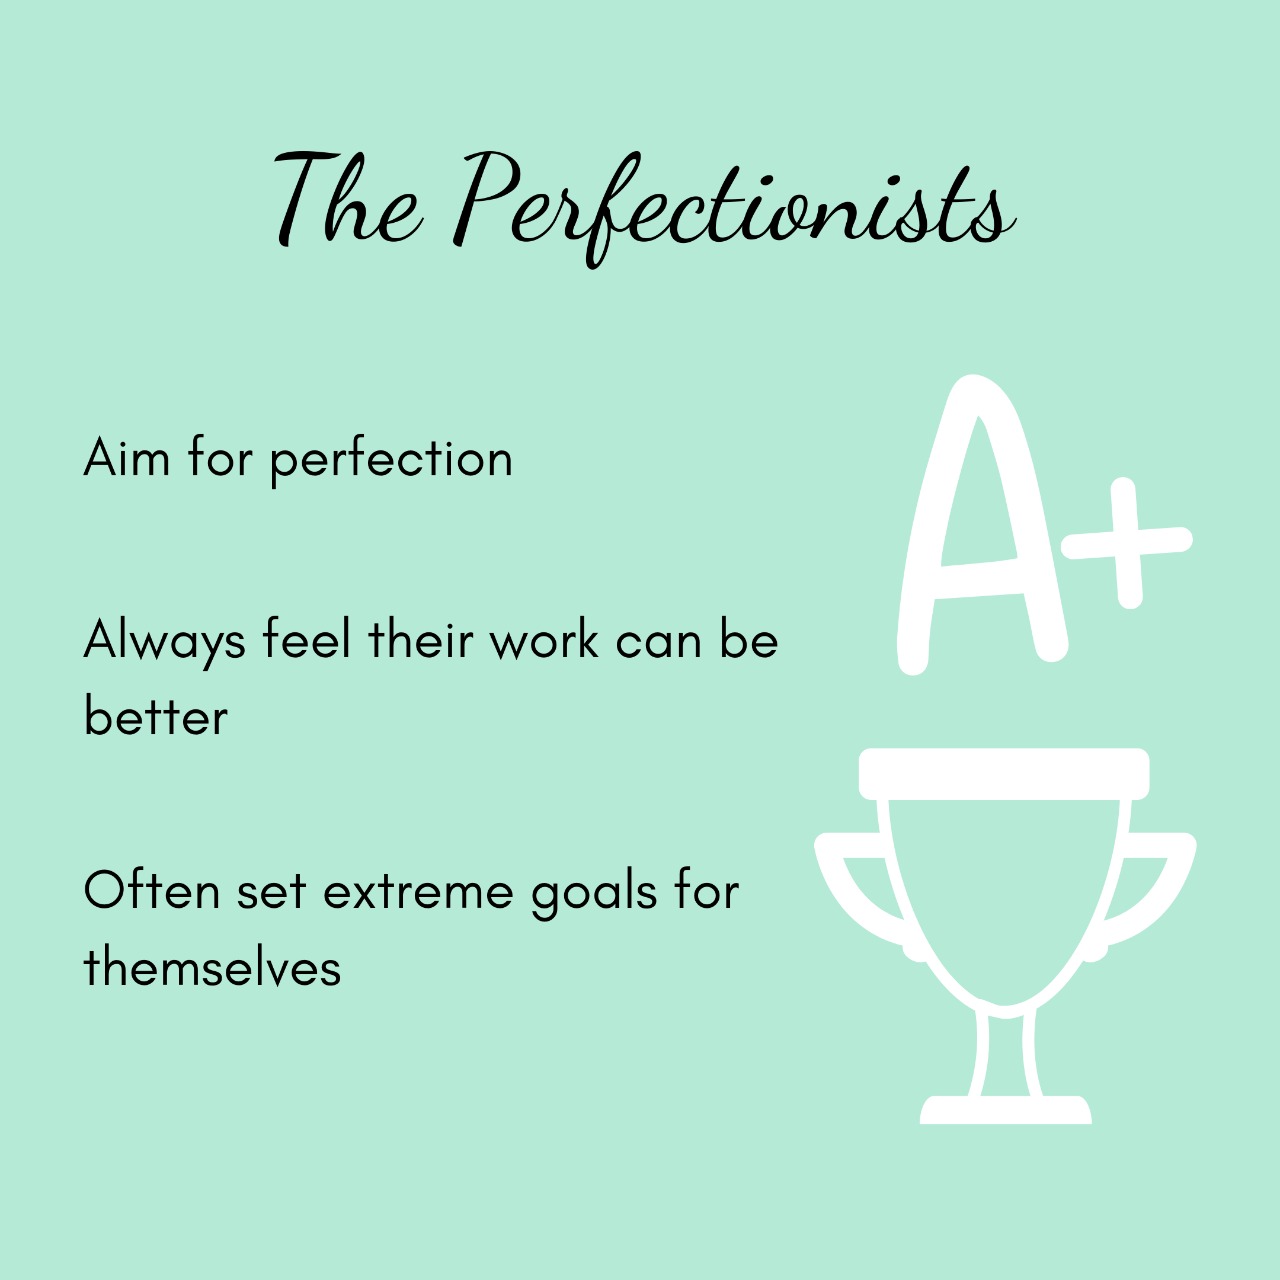 The Perfectionists
Aim for perfection
A+
Always feel their work can be
better
Often set extreme goals for
themselves